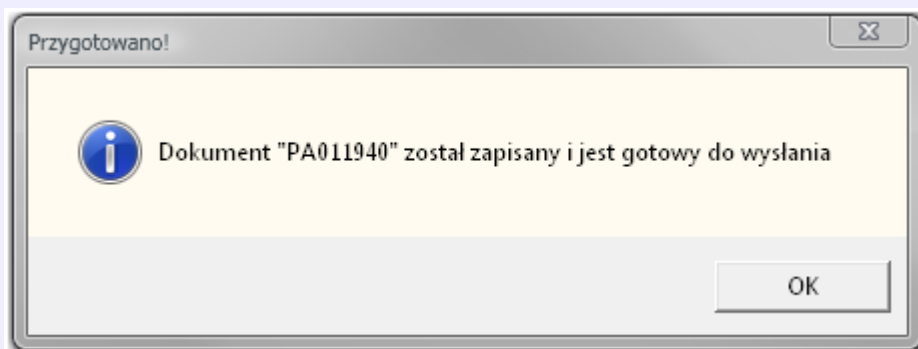 Przygotowano!
Dokument "PA011940" został zapisany i jest gotowy do wysłania
OK